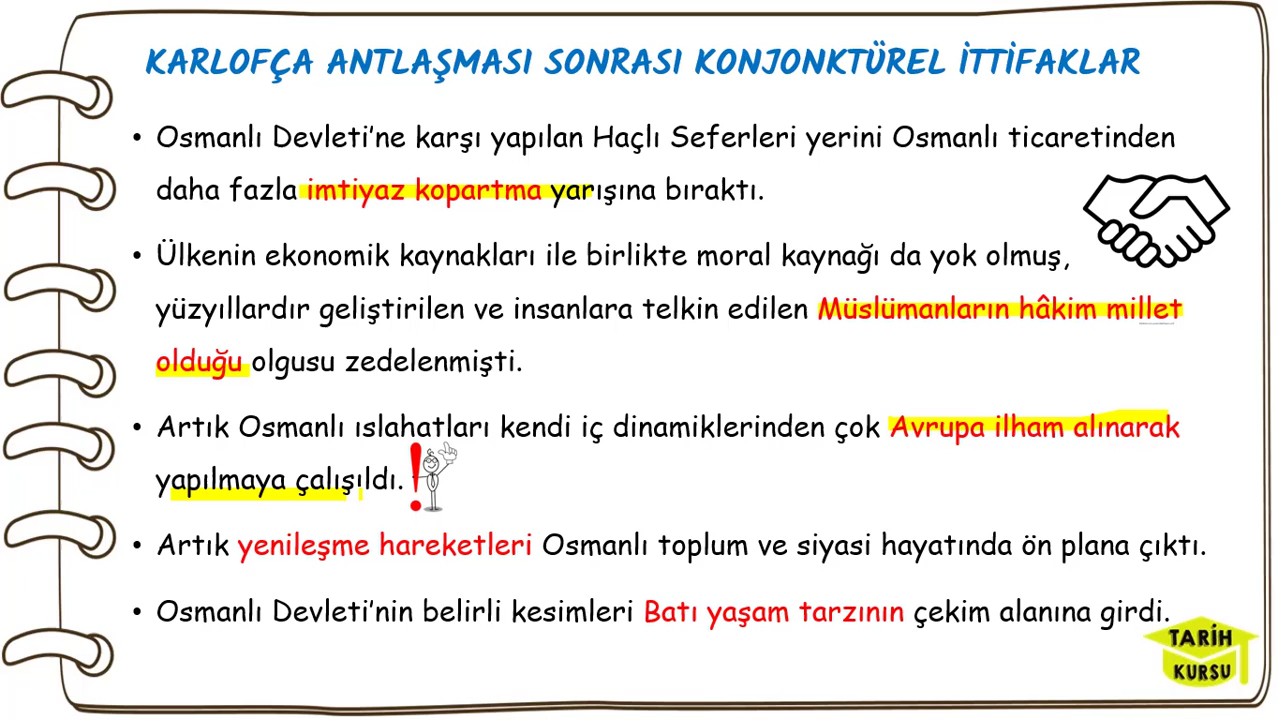 KARLOFÇA ANTLAŞMASI SONRASI KONJONKTÜREL İTTİFAKLAR
• Osmanlı Devleti’ne karşı yapılan Haçlı Seferleri yerini Osmanlı ticaretinden
daha fazla imtiyaz kopartma yarışına bıraktı.
• Ülkenin ekonomik kaynakları ile birlikte moral kaynağı da yok olmuş,
yüzyıllardır geliştirilen ve insanlara telkin edilen Müslümanların hâkim millet
olduğu olgusu zedelenmişti.
• Artık Osmanlı ıslahatları kendi iç dinamiklerinden çok Avrupa ilham alınarak
yapılmaya çalışıldı.
• Artık yenileşme hareketleri Osmanlı toplum ve siyasi hayatında ön plana çıktı.
• Osmanlı Devleti’nin belirli kesimleri Batı yaşam tarzının çekim alanına girdi.
TARİH
KURSU